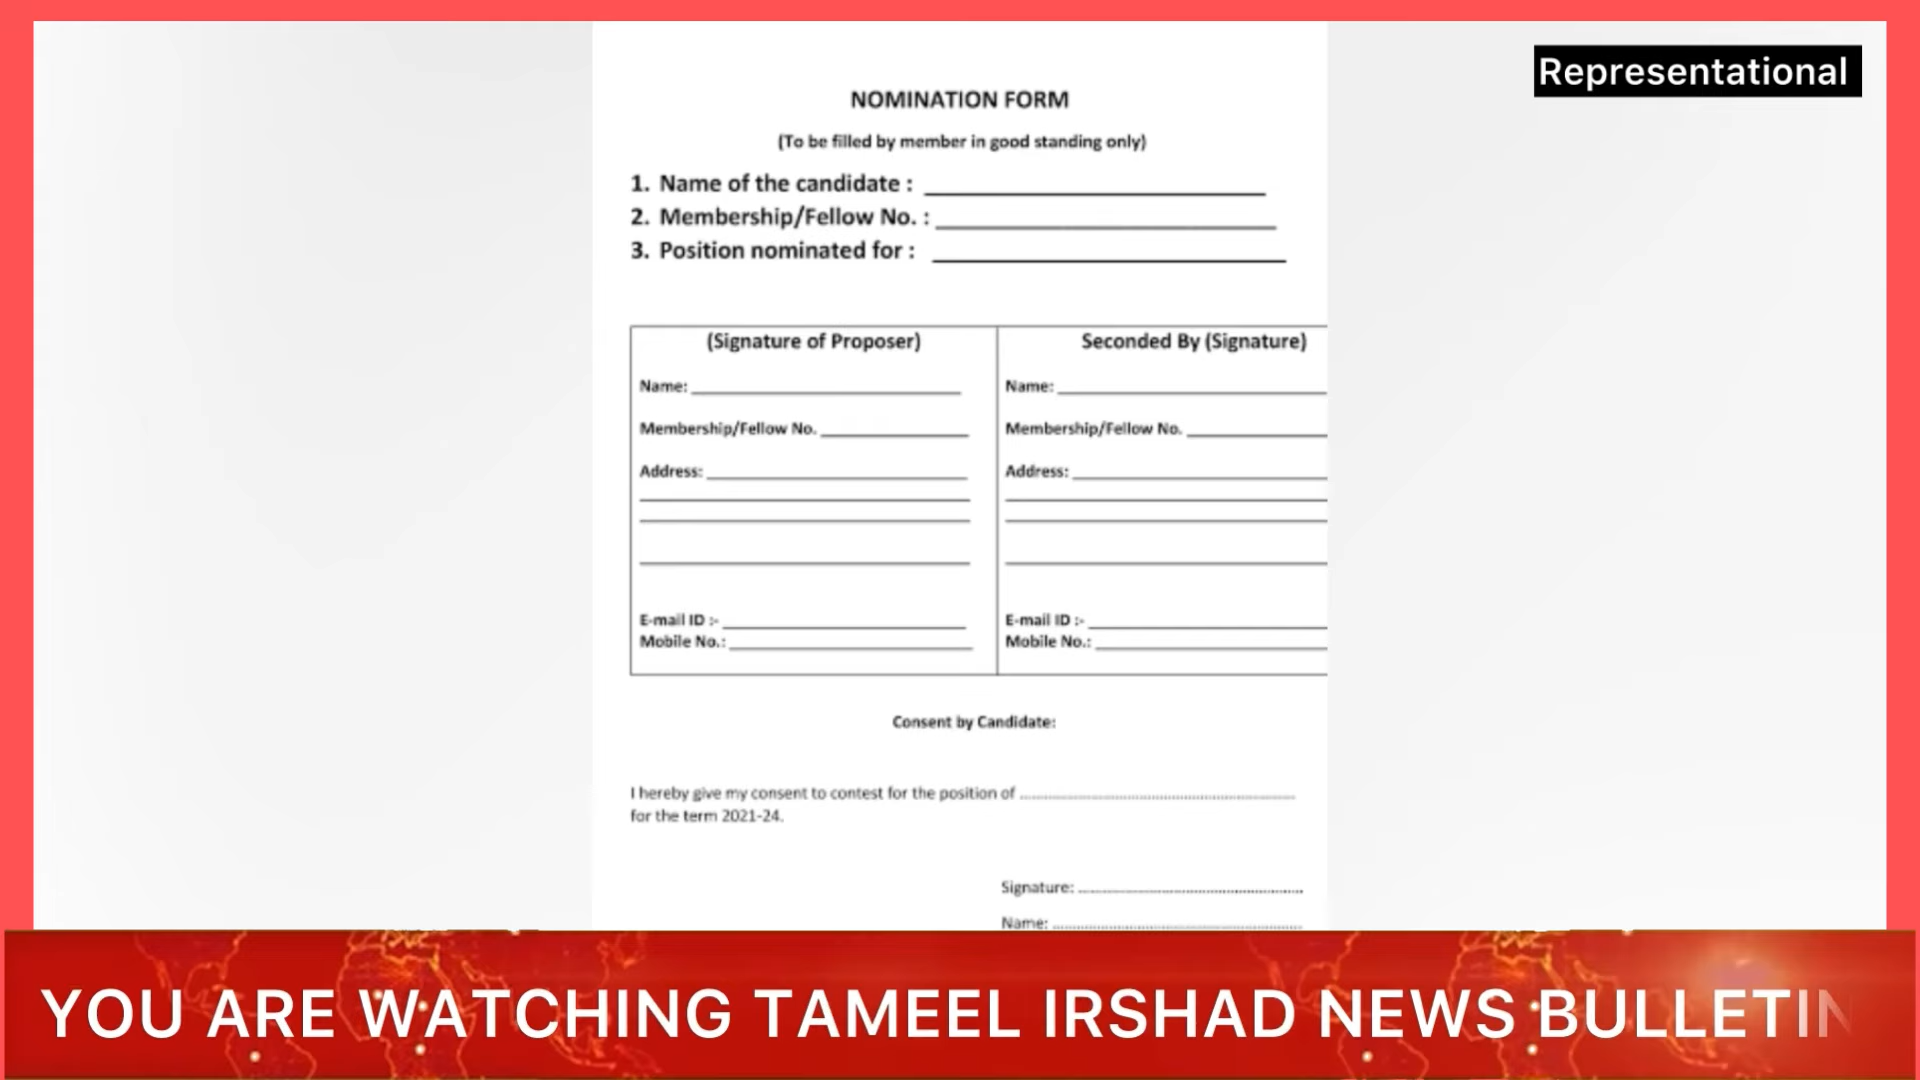 Representational
NOMINATION FORM
(To be filled by member in good standing only)
1. Name of the candidate :
2. Membership/Fellow No. :
3. Position nominated for :
(Signature of Proposer)
Name:
Membership/Fellow No.
Address:
E-mail ID :-
Mobile No.:
Seconded By (Signature)
Name:
Membership/Fellow No.
Address:
E-mail ID :-
Mobile No.:
Consent by Candidate:
I hereby give my consent to contest for the position of
for the term 2021-24.
Signature:
Name:
YOU ARE WATCHING TAMEEL IRSHAD NEWS BULLETIN